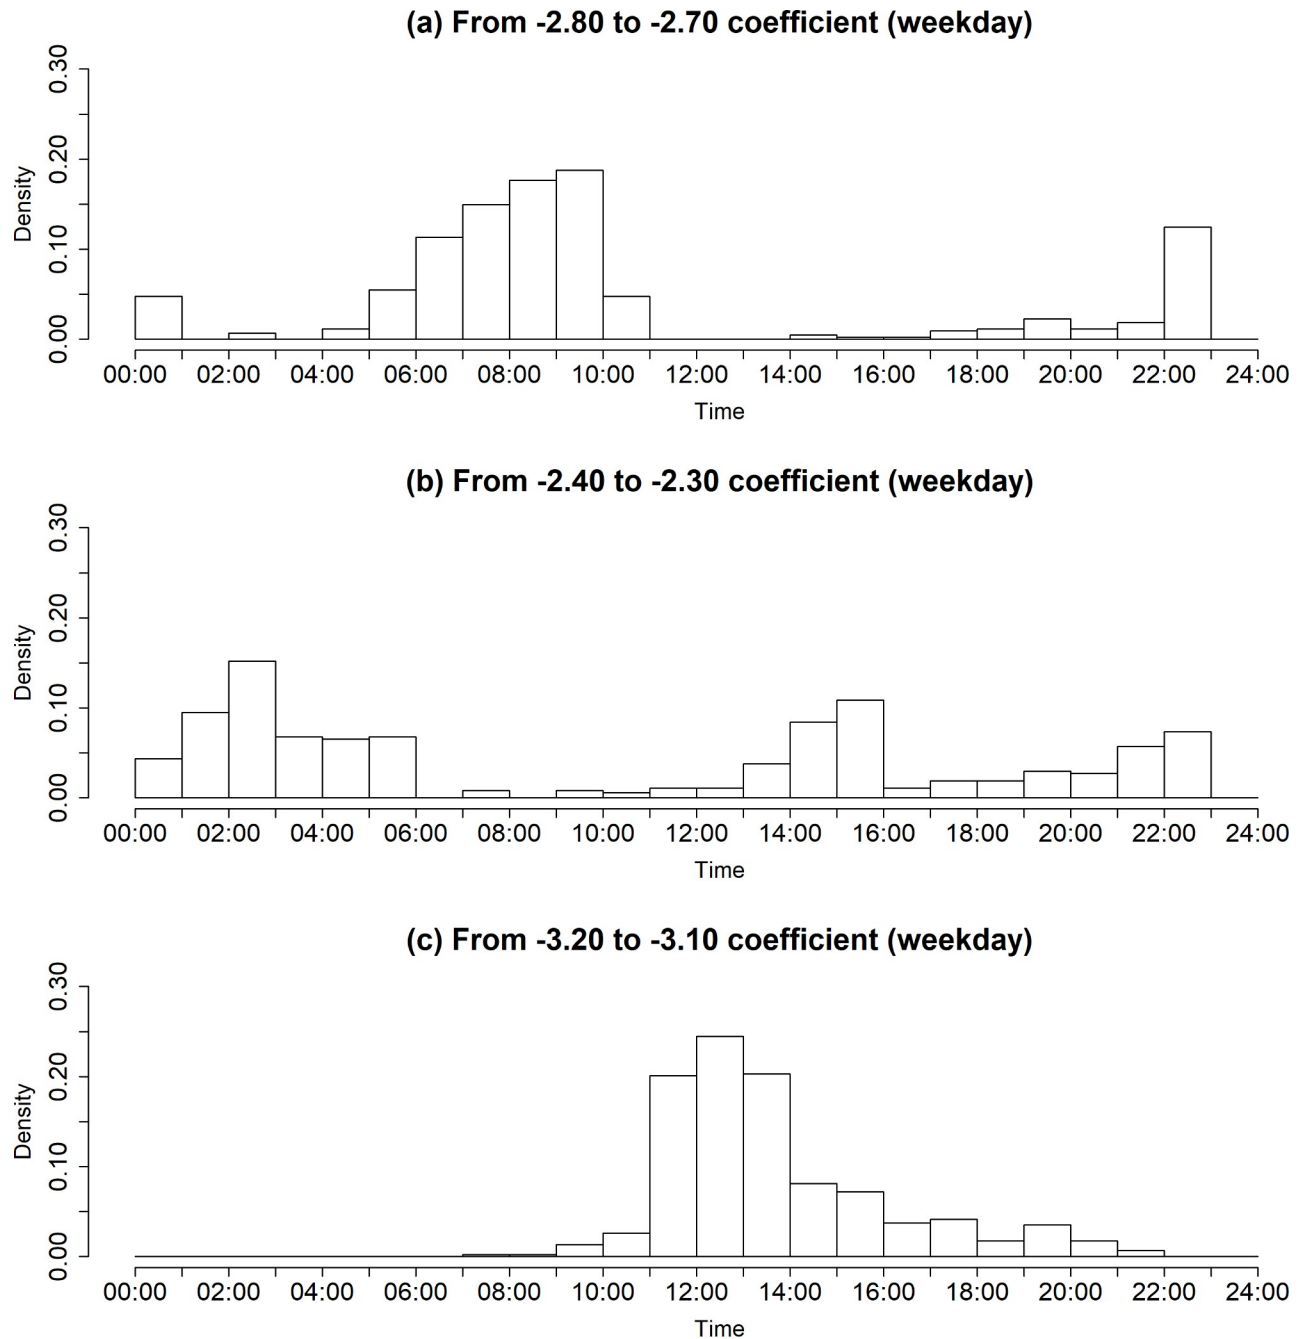 (a) From -2.80 to -2.70 coefficient (weekday)
0.30
0.20
0.10
0.00
Density
00:00 02:00 04:00 06:00 08:00 10:00 12:00 14:00 16:00 18:00 20:00 22:00 24:00
Time
(b) From -2.40 to -2.30 coefficient (weekday)
0.30
0.20
0.10
0.00
Density
00:00 02:00 04:00 06:00 08:00 10:00 12:00 14:00 16:00 18:00 20:00 22:00 24:00
Time
(c) From -3.20 to -3.10 coefficient (weekday)
0.30
0.20
0.10
0.00
Density
00:00 02:00 04:00 06:00 08:00 10:00 12:00 14:00 16:00 18:00 20:00 22:00 24:00
Time